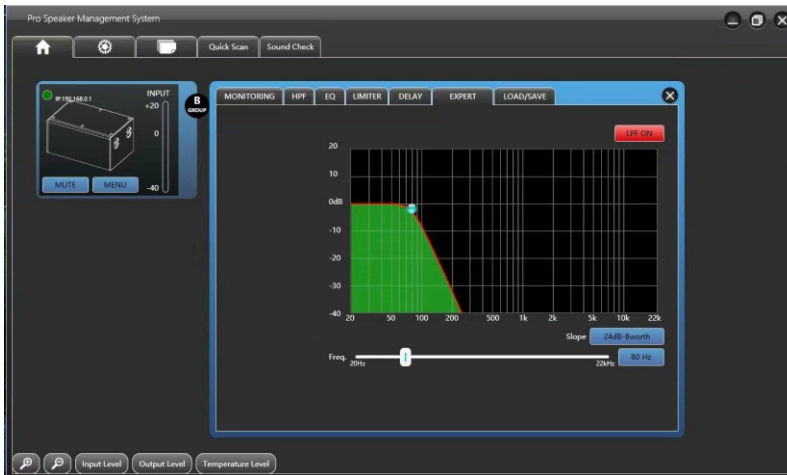 Pro Speaker Management System
Quick Scan
Sound Check
IP:192.168.0.1
INPUT
+20
0
-40
MUTE
MENU
B
GROUP
MONITORING
HPF
EQ
LIMITER
DELAY
EXPERT
LOAD/SAVE
LPF ON
20
10
0dB
-10
-20
-30
-40
20 50 100 200 500 1k 2k 5k 10k 22k
Slope 24dB-Bworth
Freq. 20Hz 22kHz 80 Hz
Input Level
Output Level
Temperature Level